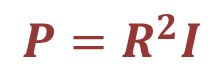 P = R²I